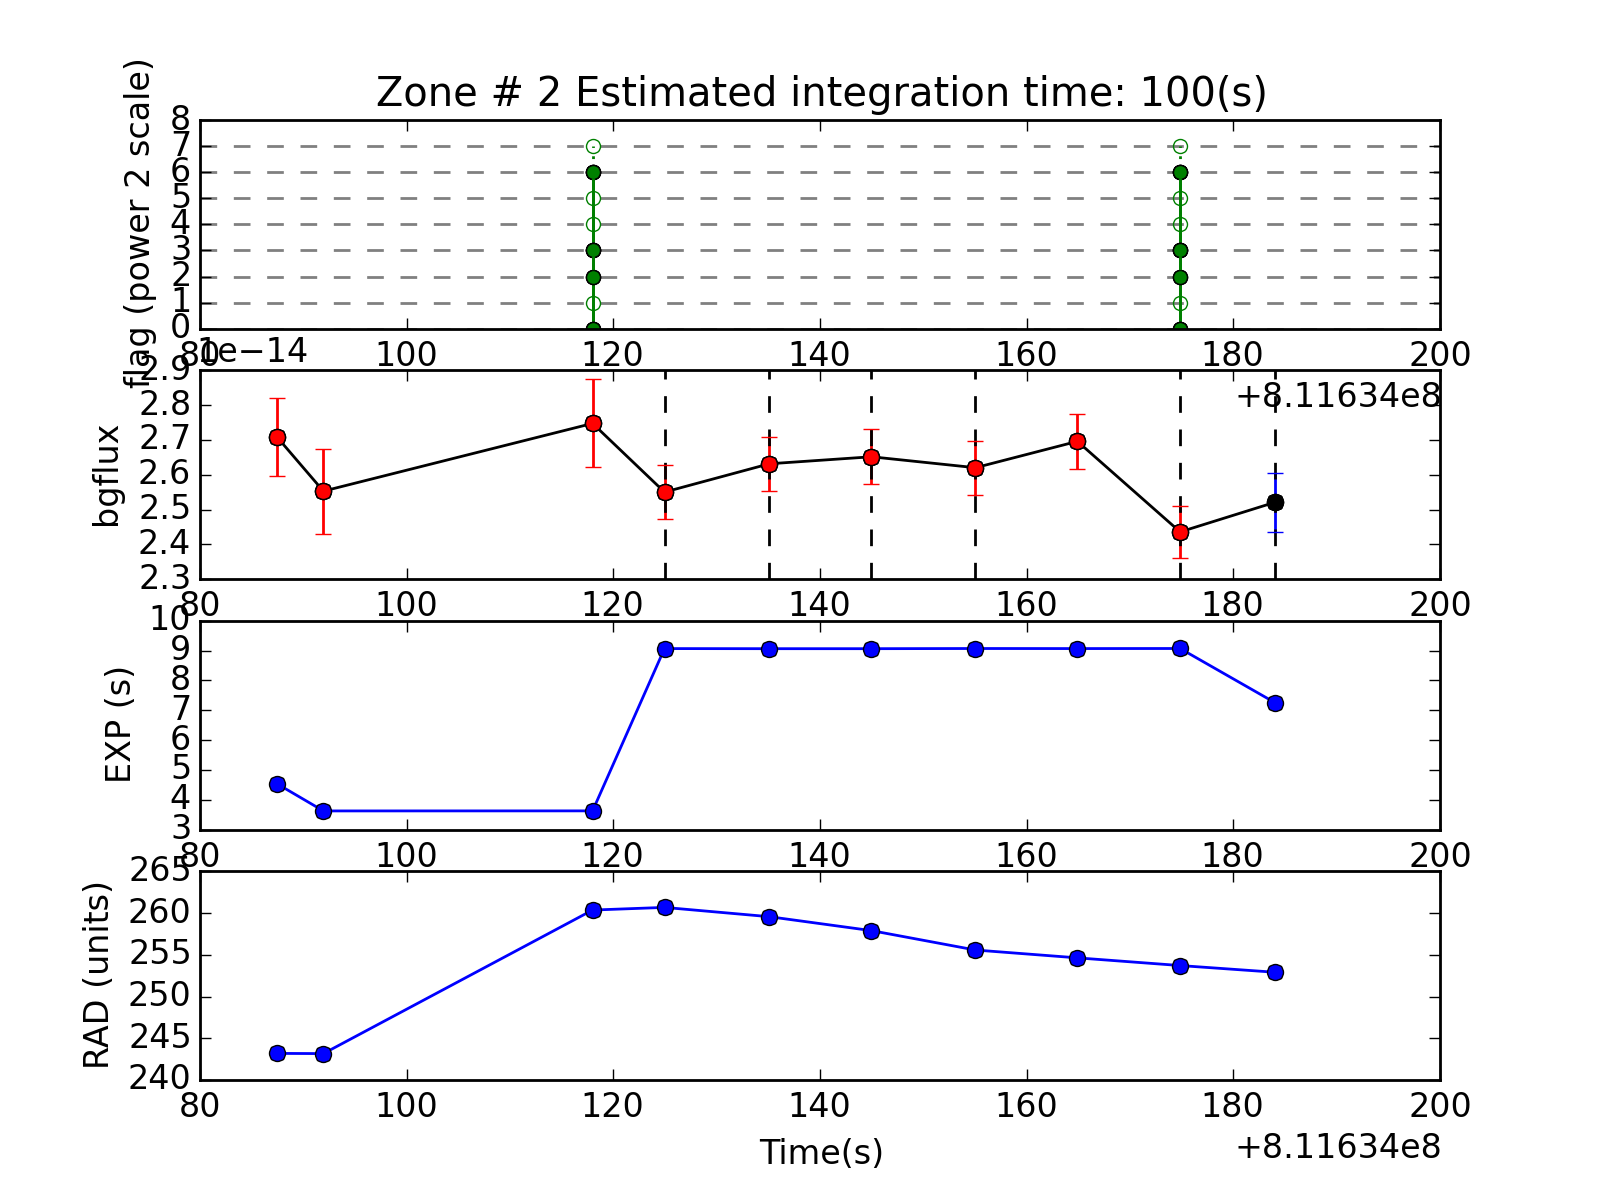 Zone # 2 Estimated integration time: 100(s)
flag (power 2 scale)
8
7
6
5
4
3
2
1
0
80 100 120 140 160 180 200
1e−14
+8.11634e8
bgflux
2.9
2.8
2.7
2.6
2.5
2.4
2.3
80 100 120 140 160 180 200
EXP (s)
10
9
8
7
6
5
4
3
80 100 120 140 160 180 200
RAD (units)
265
260
255
250
245
240
80 100 120 140 160 180 200
Time(s)
+8.11634e8